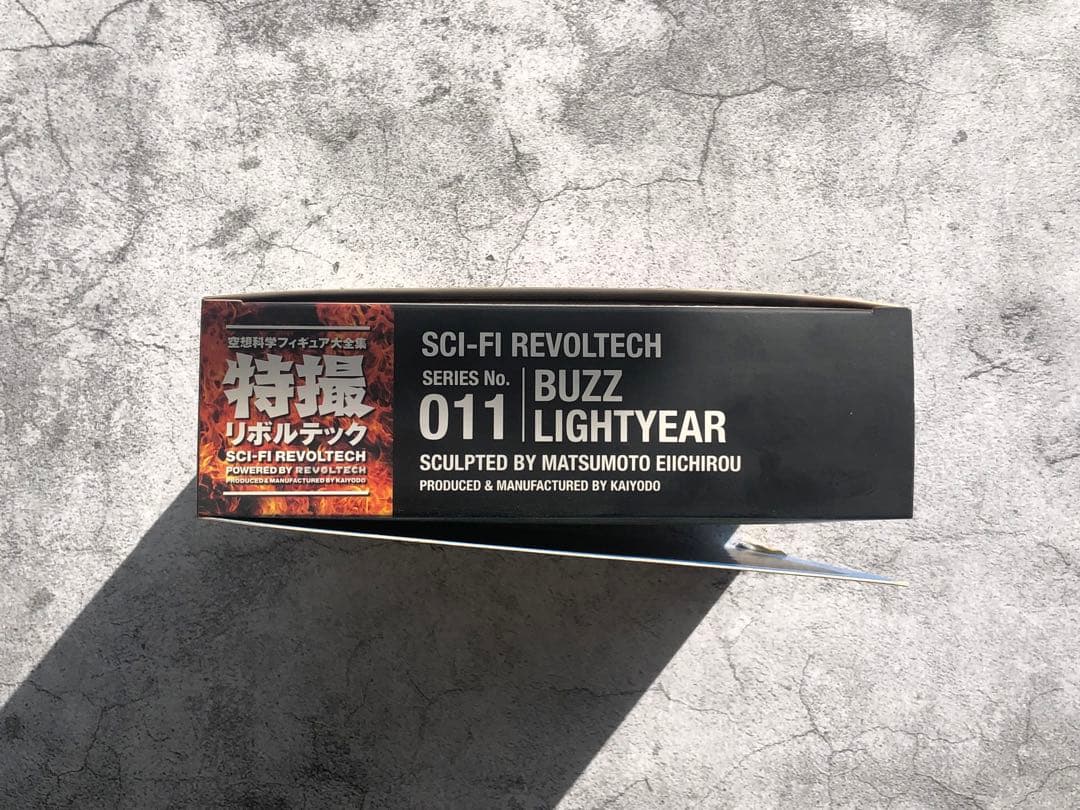 空想科学フィギュア大全集
特撮
リボルテック
SCI-FI REVOLTECH
POWERED BY REVOLTECH
PRODUCED & MANUFACTURED BY KAIYODO
SCI-FI REVOLTECH
SERIES No.
011
BUZZ
LIGHTYEAR
SCULPTED BY MATSUMOTO EIICHIROU
PRODUCED & MANUFACTURED BY KAIYODO